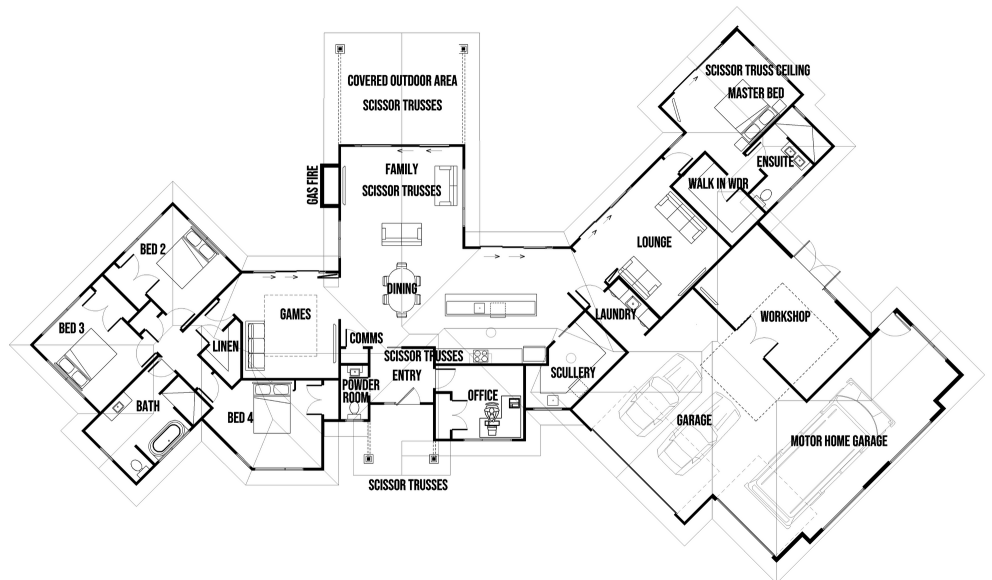 SCISSOR TRUSS CEILING
MASTER BED
COVERED OUTDOOR AREA
SCISSOR TRUSSES
ENSUITE
GAS FIRE
FAMILY
SCISSOR TRUSSES
WALK IN WDR
BED 2
LOUNGE
DINING
BED 3
GAMES
LAUNDRY
WORKSHOP
LINEN
COMMS
SCISSOR TRUSSES
ENTRY
SCULLERY
POWDER
ROOM
OFFICE
BATH
BED 4
GARAGE
MOTOR HOME GARAGE
SCISSOR TRUSSES